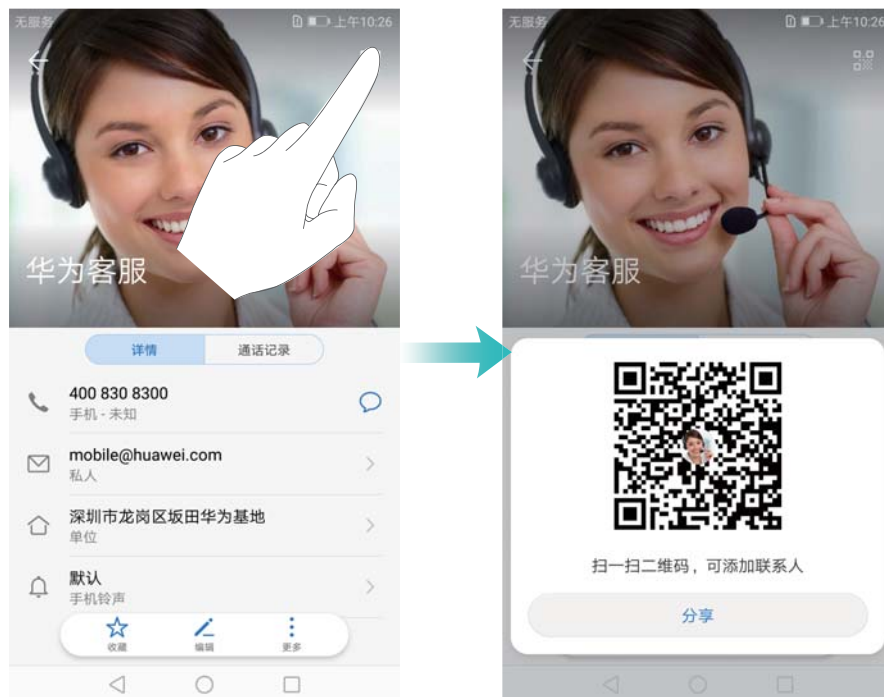 无服务
上午10:26
华为客服
详情
通话记录
400 830 8300
手机 - 未知
mobile@huawei.com
私人
深圳市龙岗区坂田华为基地
单位
默认
手机铃声
收藏
编辑
更多
无服务
上午10:26
华为客服
扫一扫二维码，可添加联系人
分享